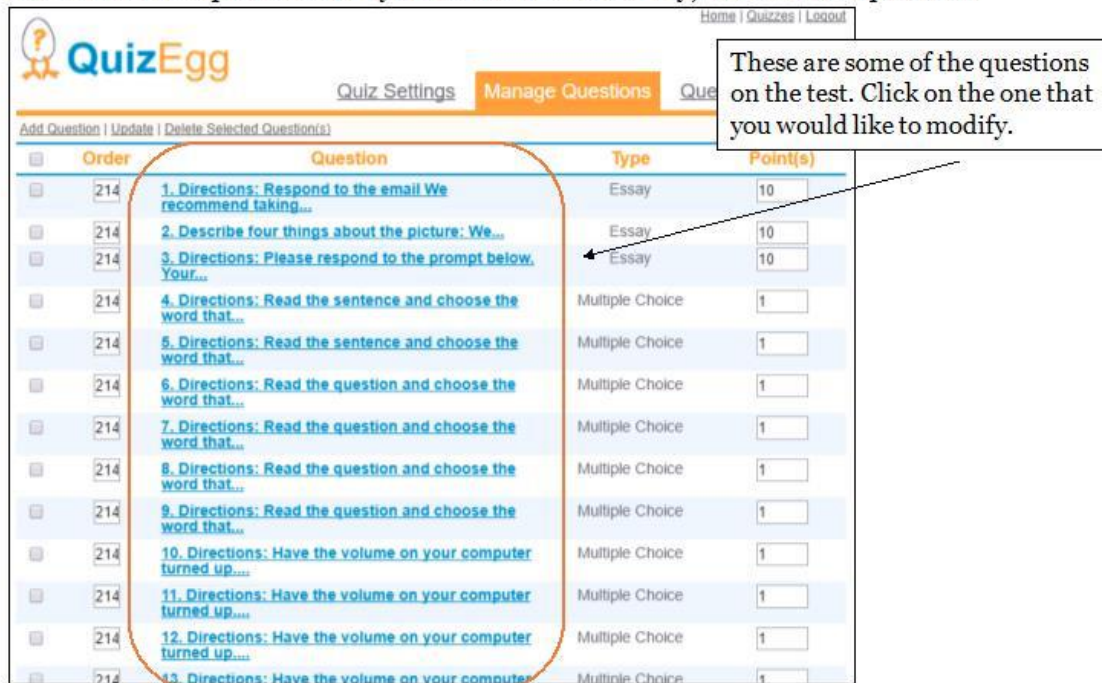 Home | Quizzes | Logout
QuizEgg
Quiz Settings
Manage Questions
Que
These are some of the questions
on the test. Click on the one that
you would like to modify.
Add Question | Update | Delete Selected Question(s)
Order Question Type Point(s)
214 1. Directions: Respond to the email We Essay 10
recommend taking...
214 2. Describe four things about the picture: We... Essay 10
214 3. Directions: Please respond to the prompt below. Essay 10
Your...
214 4. Directions: Read the sentence and choose the Multiple Choice 1
word that...
214 5. Directions: Read the sentence and choose the Multiple Choice 1
word that...
214 6. Directions: Read the question and choose the Multiple Choice 1
word that...
214 7. Directions: Read the question and choose the Multiple Choice 1
word that...
214 8. Directions: Read the question and choose the Multiple Choice 1
word that...
214 9. Directions: Read the question and choose the Multiple Choice 1
word that...
214 10. Directions: Have the volume on your computer Multiple Choice 1
turned up....
214 11. Directions: Have the volume on your computer Multiple Choice 1
turned up....
214 12. Directions: Have the volume on your computer Multiple Choice 1
turned up....
214 13. Directions: Have the volume on your computer Multiple Choice 1